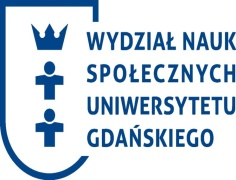 WYDZIAŁ NAUK
SPOŁECZNYCH
UNIWERSYTETU
GDAŃSKIEGO